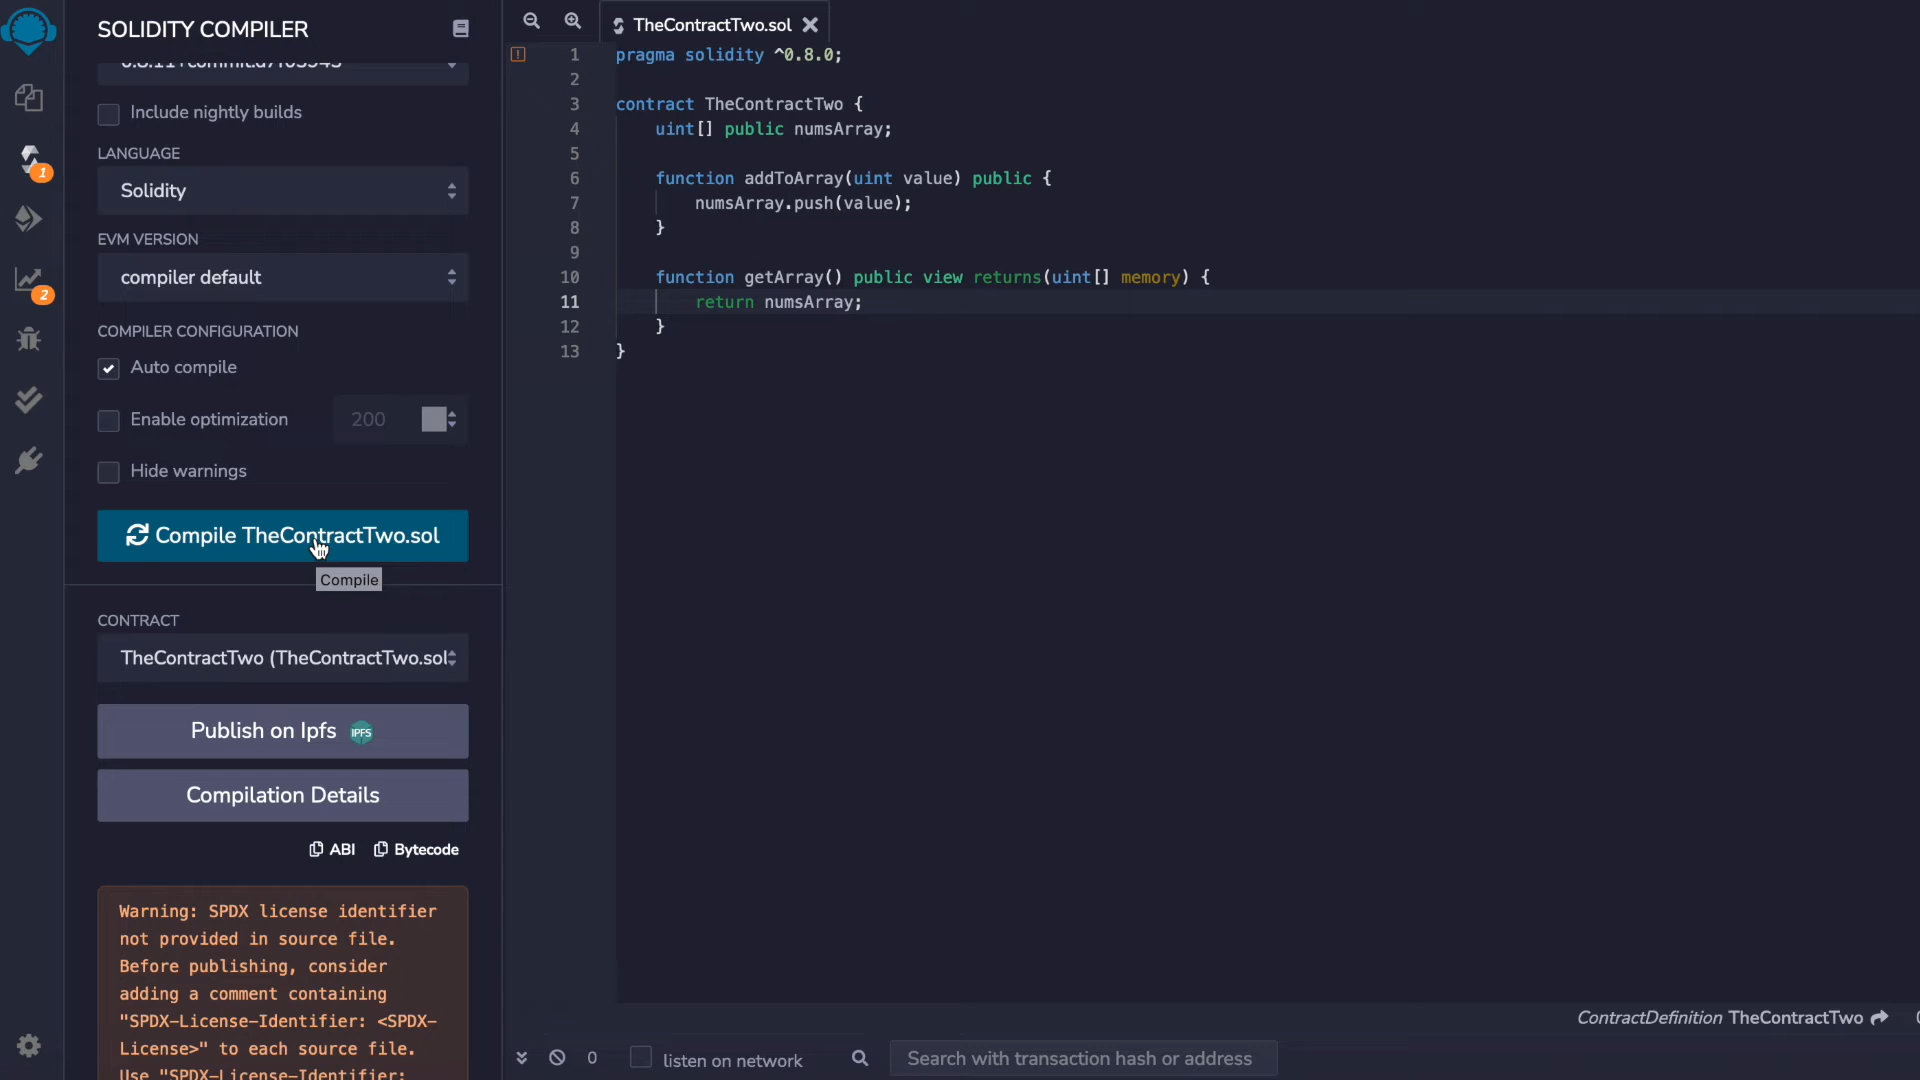 SOLIDITY COMPILER
TheContractTwo.sol
Include nightly builds
LANGUAGE
Solidity
EVM VERSION
compiler default
COMPILER CONFIGURATION
Auto compile
Enable optimization
200
Hide warnings
Compile TheContractTwo.sol
Compile
CONTRACT
TheContractTwo (TheContractTwo.sol
Publish on Ipfs
IPFS
Compilation Details
ABI
Bytecode
Warning: SPDX license identifier
not provided in source file.
Before publishing, consider
adding a comment containing
"SPDX-License-Identifier: <SPDX-
License>" to each source file.
Use "SPDX-License-Identifier:
1
2
1 pragma solidity ^0.8.0;
2
3 contract TheContractTwo {
4 uint[] public numsArray;
5
6 function addToArray(uint value) public {
7 numsArray.push(value);
8 }
9
10 function getArray() public view returns(uint[] memory) {
11 return numsArray;
12 }
13 }
ContractDefinition TheContractTwo
0
listen on network
Search with transaction hash or address